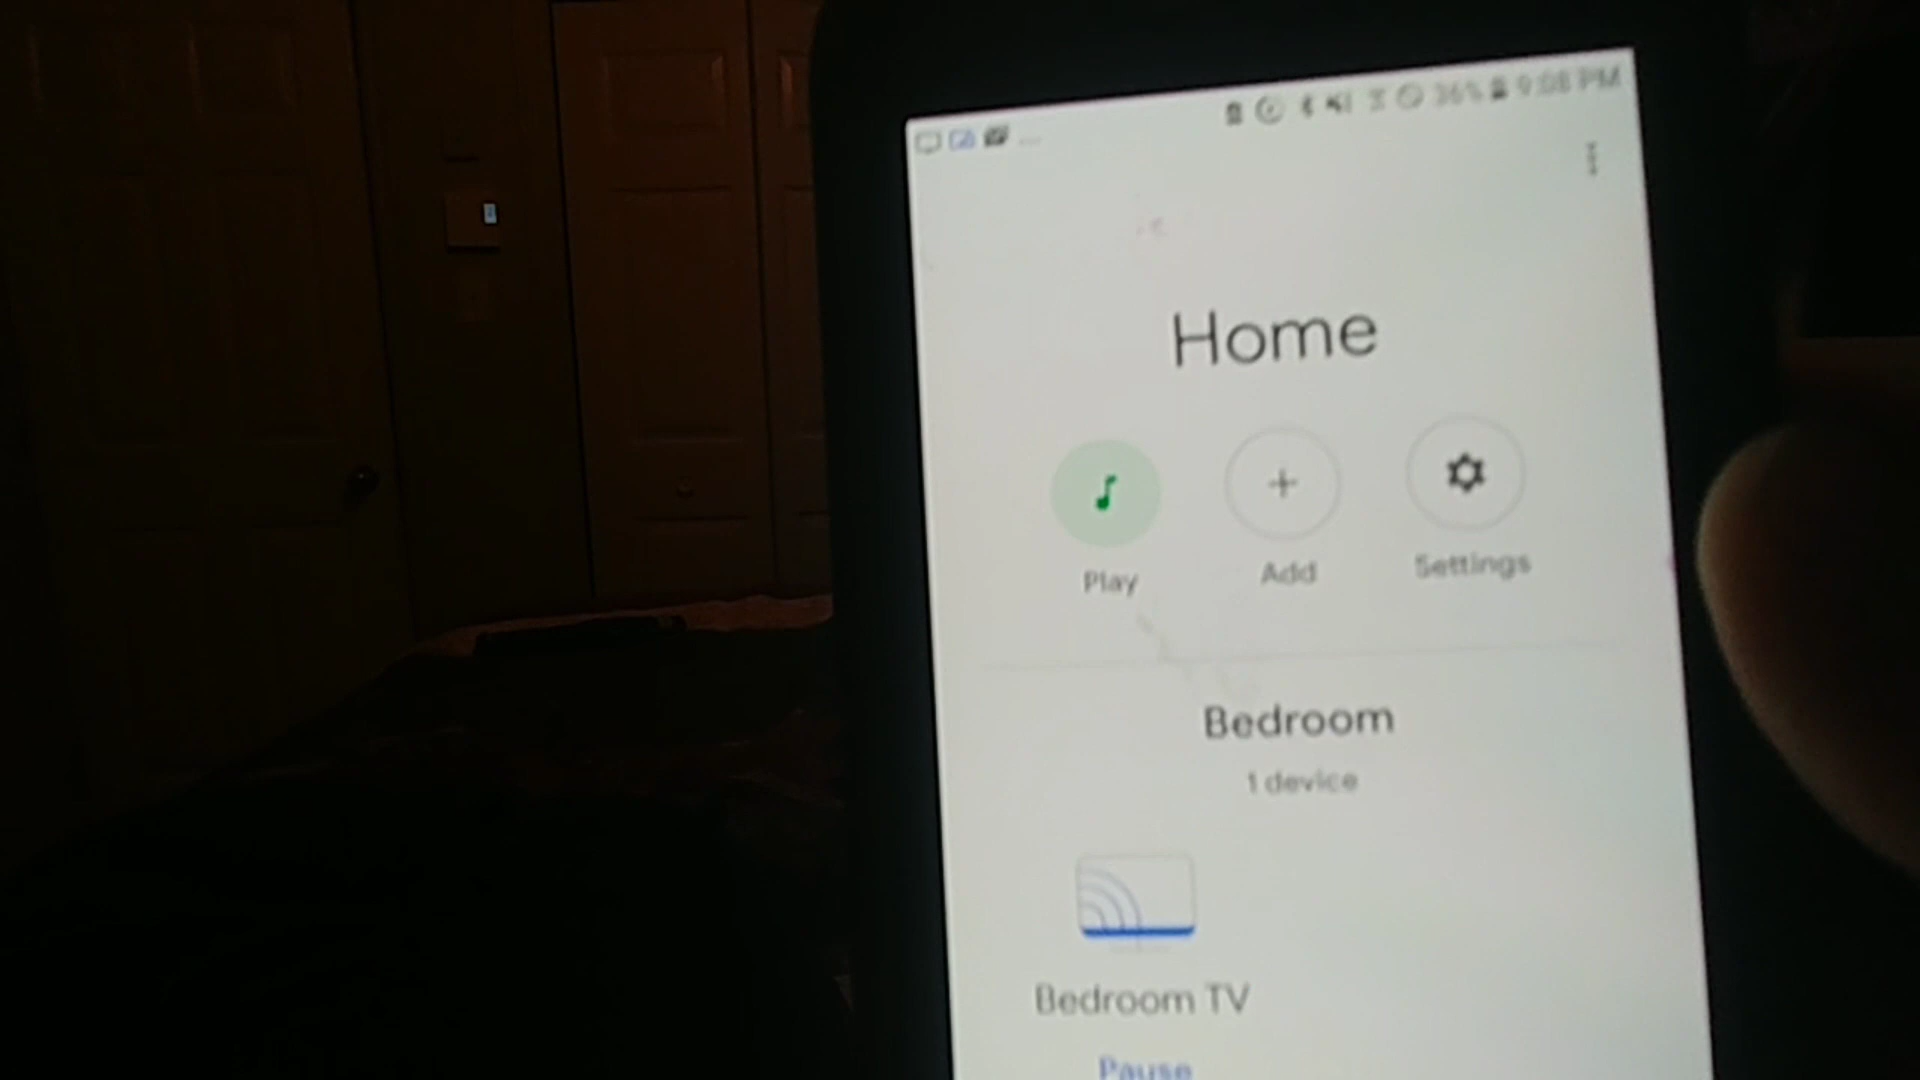 36% 9:08 PM
Home
Play
Add
Settings
Bedroom
1 device
Bedroom TV
Pause